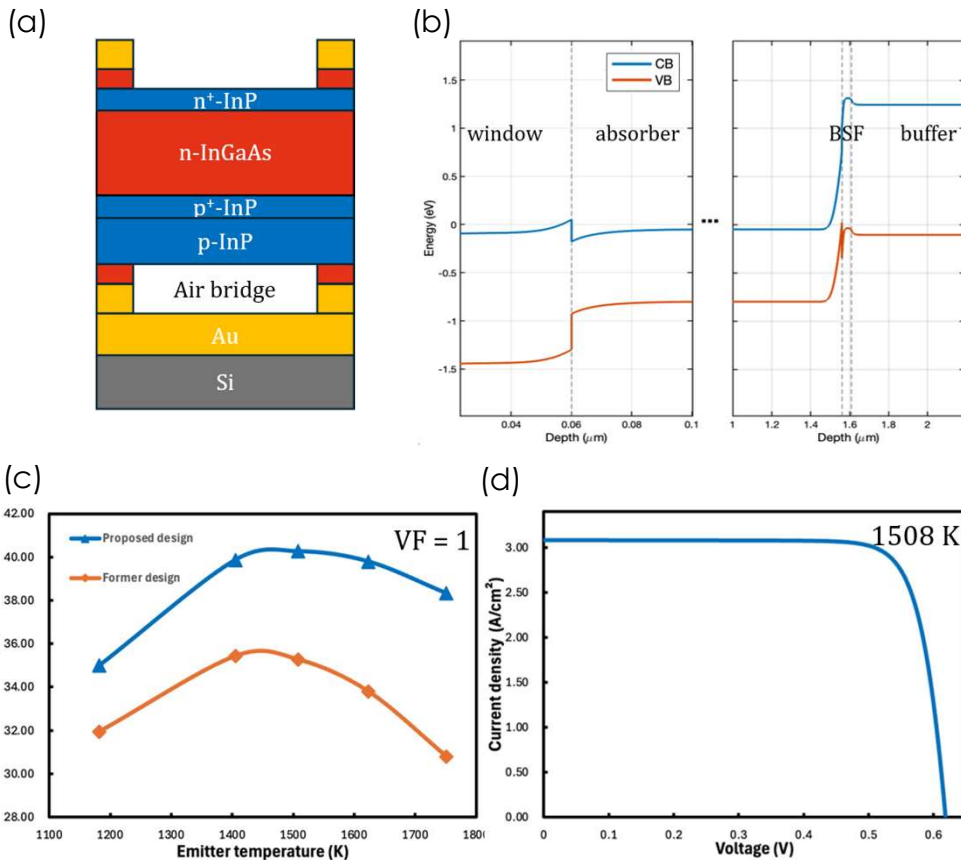 (a)
n⁺-InP
n-InGaAs
p⁺-InP
p-InP
Air bridge
Au
Si
(b)
CB
VB
window
absorber
BSF
buffer
Energy (eV)
1.5
1
0.5
0
-0.5
-1
-1.5
...
0.04
0.06
0.08
0.1
Depth (μm)
1
1.2
1.4
1.6
1.8
2
Depth (μm)
(c)
Proposed design
Former design
VF = 1
42.00
40.00
38.00
36.00
34.00
32.00
30.00
28.00
1100
1200
1300
1400
1500
1600
1700
180
Emitter temperature (K)
(d)
1508 K
Current density (A/cm²)
3.00
2.50
2.00
1.50
1.00
0.50
0.00
0
0.1
0.2
0.3
0.4
0.5
0.6
Voltage (V)